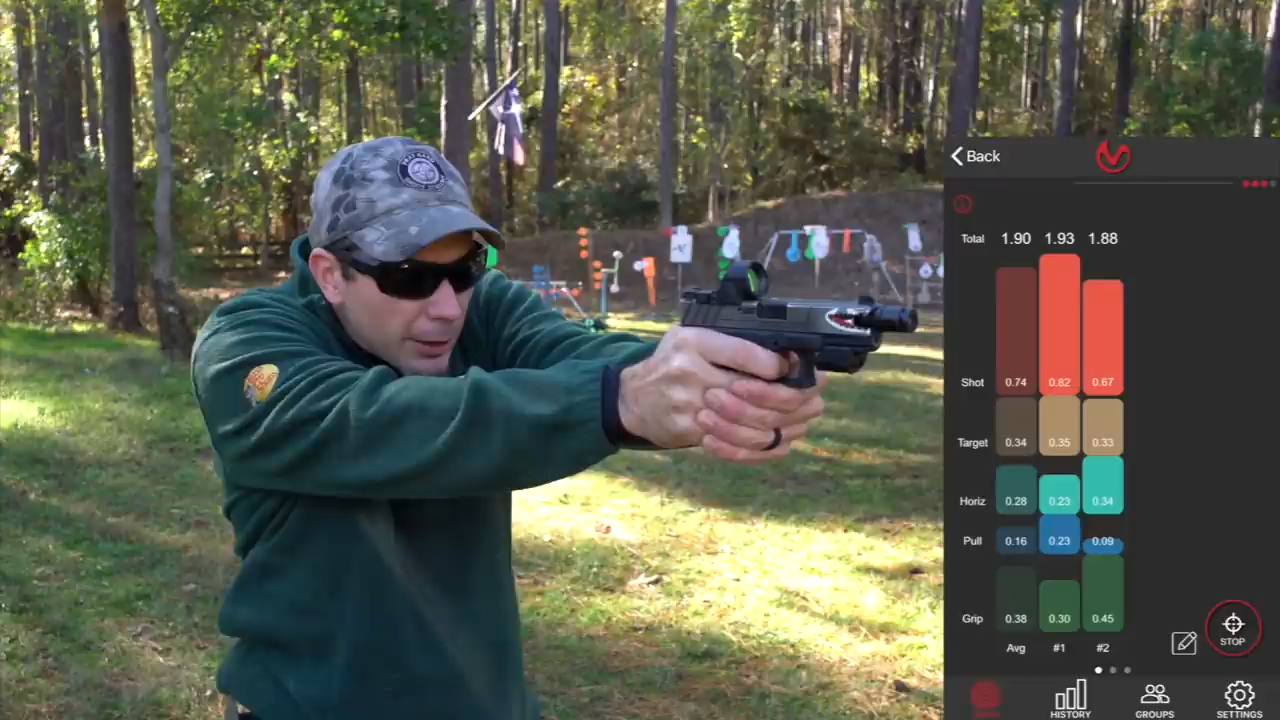 Back
Total 1.90 1.93 1.88
Shot 0.74 0.82 0.67
Target 0.34 0.35 0.33
Horiz 0.28 0.23 0.34
Pull 0.16 0.23 0.09
Grip 0.38 0.30 0.45
Avg #1 #2
STOP
HISTORY GROUPS SETTINGS